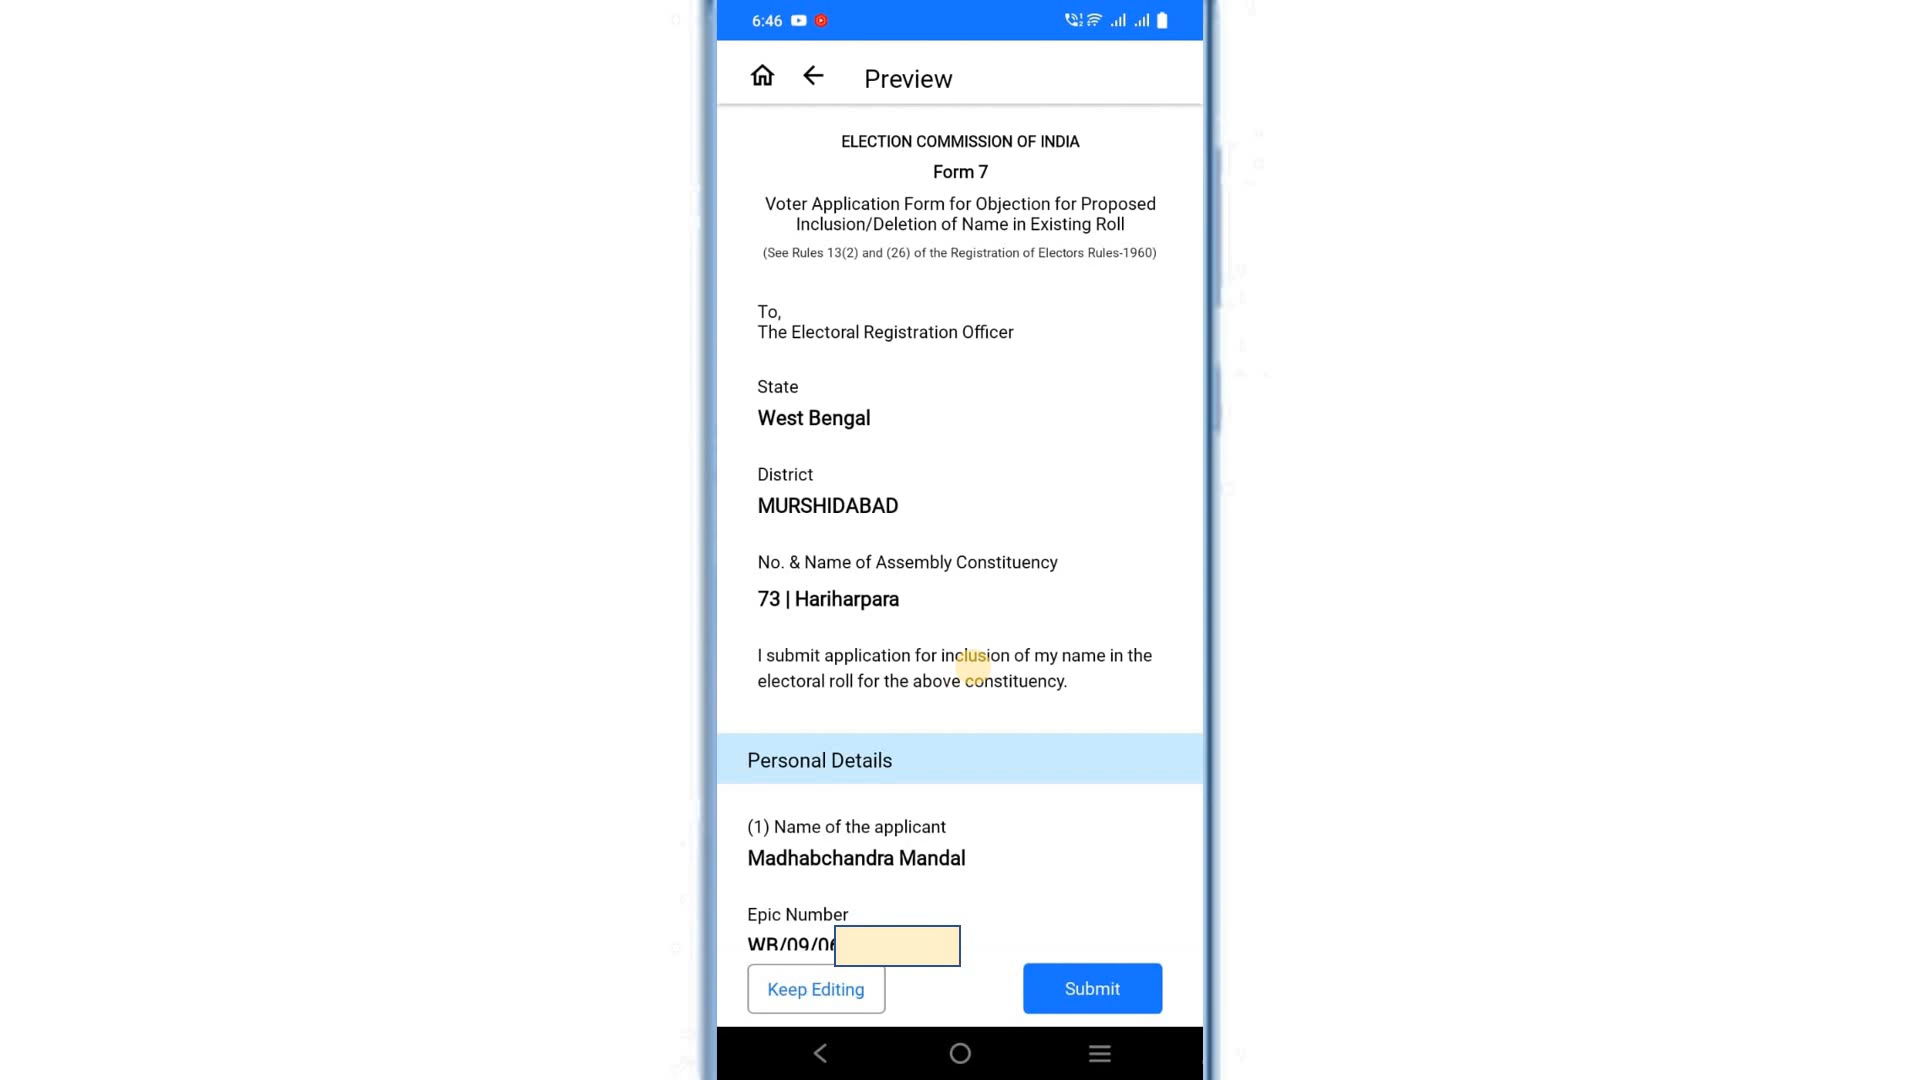 6:46
Preview
ELECTION COMMISSION OF INDIA
Form 7
Voter Application Form for Objection for Proposed
Inclusion/Deletion of Name in Existing Roll
(See Rules 13(2) and (26) of the Registration of Electors Rules-1960)
To,
The Electoral Registration Officer
State
West Bengal
District
MURSHIDABAD
No. & Name of Assembly Constituency
73 | Hariharpara
I submit application for inclusion of my name in the
electoral roll for the above constituency.
Personal Details
(1) Name of the applicant
Madhabchandra Mandal
Epic Number
WB/09/06
Keep Editing
Submit